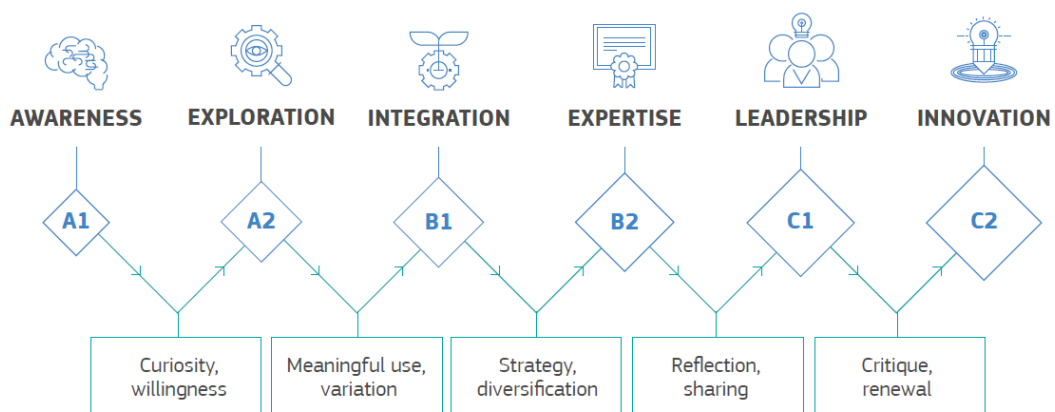 AWARENESS
EXPLORATION
INTEGRATION
EXPERTISE
LEADERSHIP
INNOVATION
A1
A2
B1
B2
C1
C2
Curiosity,
willingness
Meaningful use,
variation
Strategy,
diversification
Reflection,
sharing
Critique,
renewal